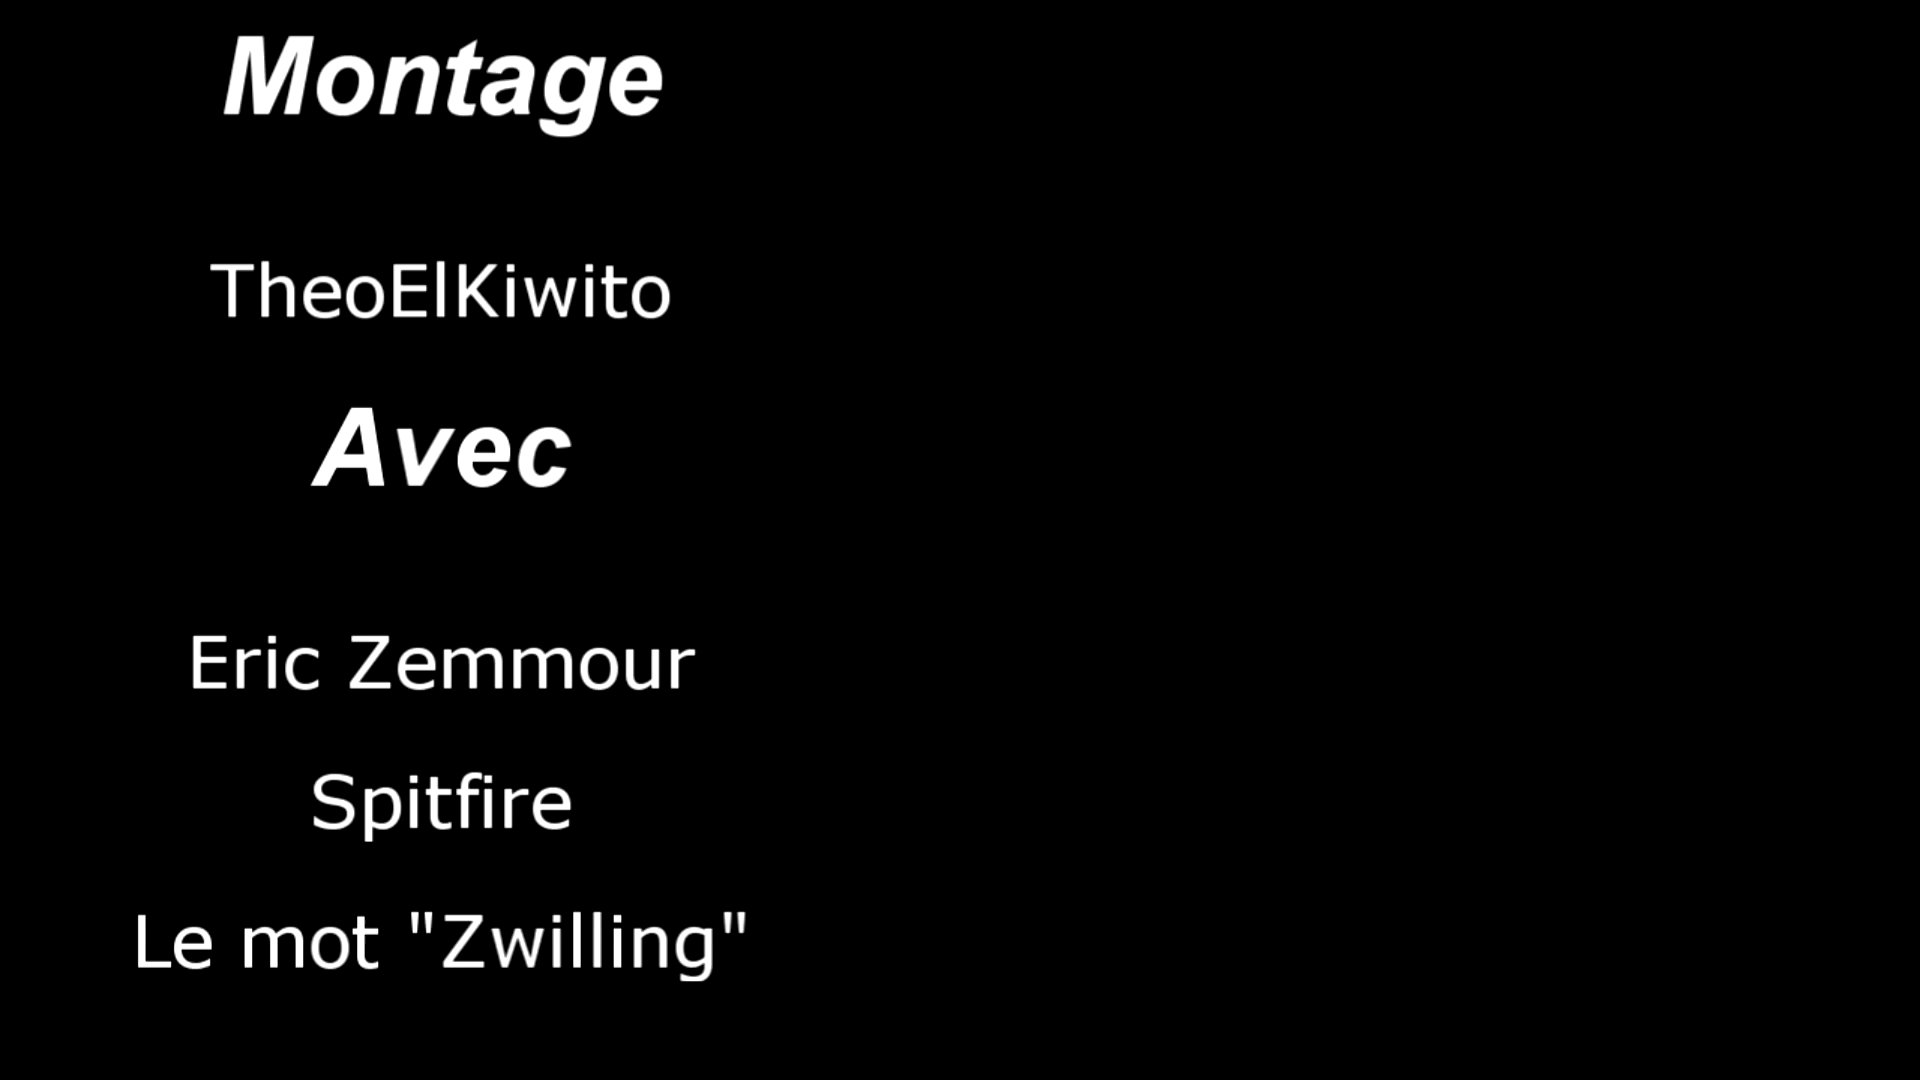 Montage
TheoElKiwito
Avec
Eric Zemmour
Spitfire
Le mot "Zwilling"